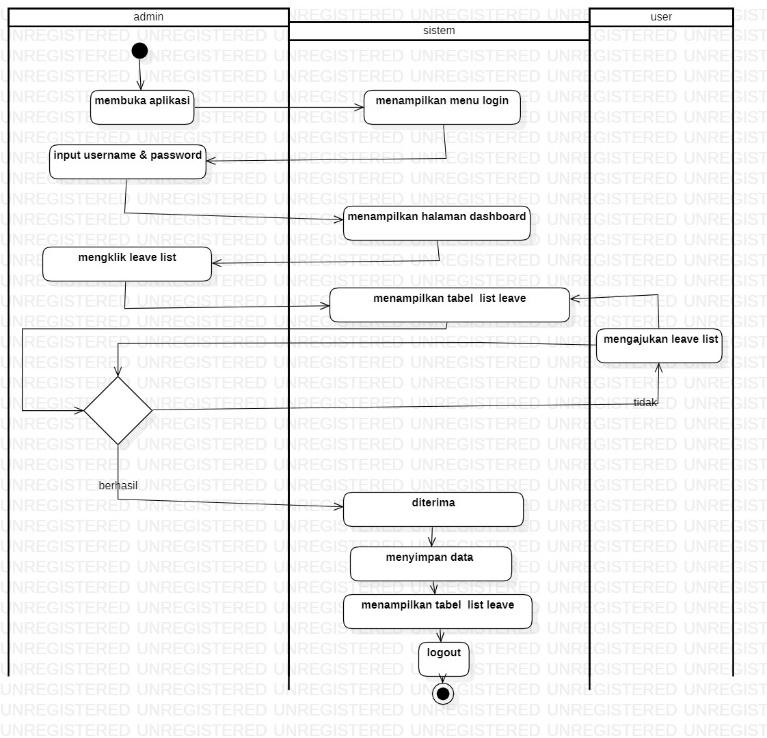 admin
sistem
user
membuka aplikasi
menampilkan menu login
input username & password
menampilkan halaman dashboard
mengklik leave list
menampilkan tabel list leave
mengajukan leave list
tidak
berhasil
diterima
menyimpan data
menampilkan tabel list leave
logout
UNREGISTERED